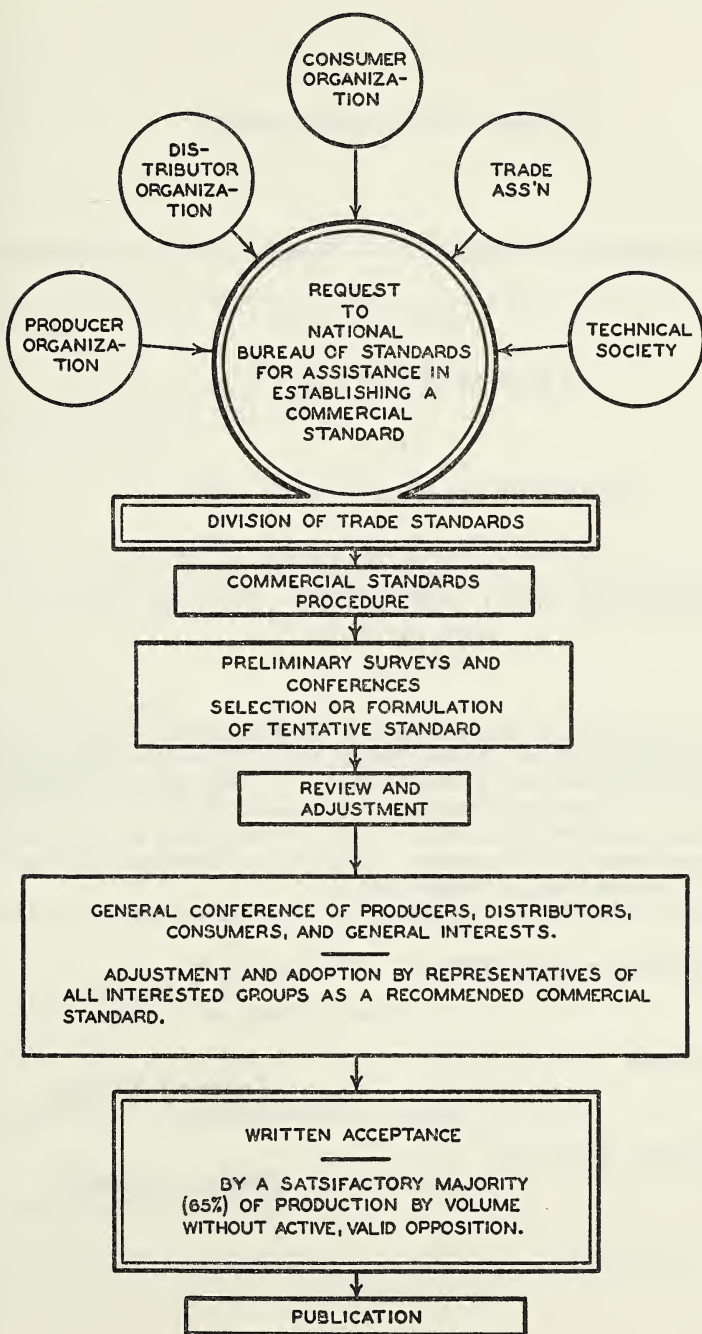 CONSUMER
ORGANIZA-
TION
DIS-
TRIBUTOR
ORGANIZA-
TION
TRADE
ASS'N
PRODUCER
ORGANIZA-
TION
TECHNICAL
SOCIETY
REQUEST
TO
NATIONAL
BUREAU OF STANDARDS
FOR ASSISTANCE IN
ESTABLISHING A
COMMERCIAL
STANDARD
DIVISION OF TRADE STANDARDS
COMMERCIAL STANDARDS
PROCEDURE
PRELIMINARY SURVEYS AND
CONFERENCES
SELECTION OR FORMULATION
OF TENTATIVE STANDARD
REVIEW AND
ADJUSTMENT
GENERAL CONFERENCE OF PRODUCERS, DISTRIBUTORS,
CONSUMERS, AND GENERAL INTERESTS.
ADJUSTMENT AND ADOPTION BY REPRESENTATIVES OF
ALL INTERESTED GROUPS AS A RECOMMENDED COMMERCIAL
STANDARD.
WRITTEN ACCEPTANCE
BY A SATSIFACTORY MAJORITY
(65%) OF PRODUCTION BY VOLUME
WITHOUT ACTIVE, VALID OPPOSITION.
PUBLICATION